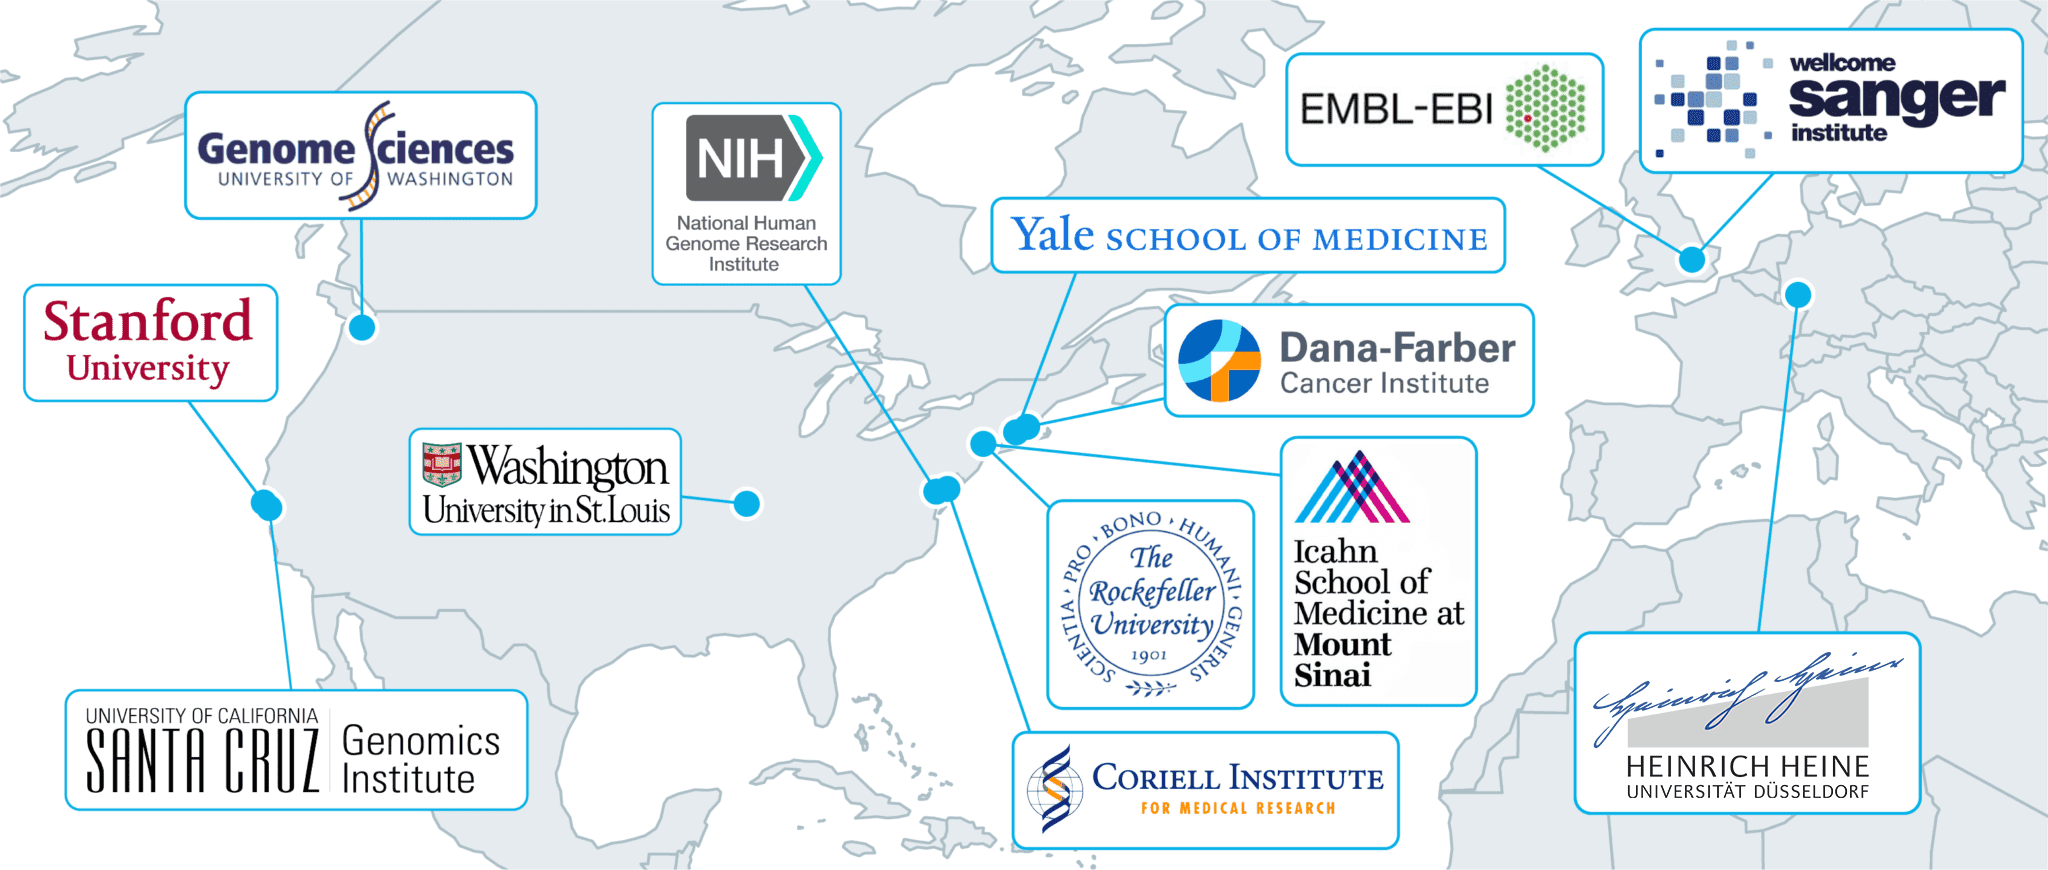 Genome Sciences
UNIVERSITY OF WASHINGTON
NIH
National Human
Genome Research
Institute
EMBL-EBI
wellcome
sanger
institute
Yale SCHOOL OF MEDICINE
Stanford
University
Dana-Farber
Cancer Institute
Washington
University in St. Louis
SCIENTIA • PRO • BONO • HUMANI • GENERIS
The
Rockefeller
University
1901
Icahn
School of
Medicine at
Mount
Sinai
UNIVERSITY OF CALIFORNIA
SANTA CRUZ
Genomics
Institute
CORIELL INSTITUTE
FOR MEDICAL RESEARCH
Heinrich Heine
HEINRICH HEINE
UNIVERSITÄT DÜSSELDORF